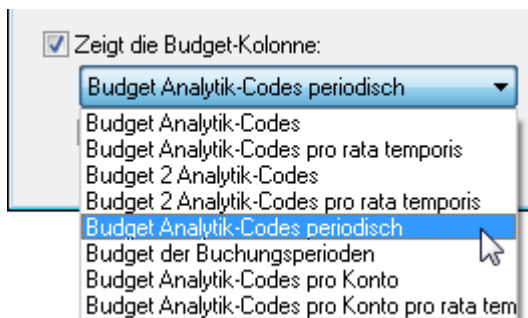 Zeigt die Budget-Kolonne:
Budget Analytik-Codes periodisch
Budget Analytik-Codes
Budget Analytik-Codes pro rata temporis
Budget 2 Analytik-Codes
Budget 2 Analytik-Codes pro rata temporis
Budget Analytik-Codes periodisch
Budget der Buchungsperioden
Budget Analytik-Codes pro Konto
Budget Analytik-Codes pro Konto pro rata tem